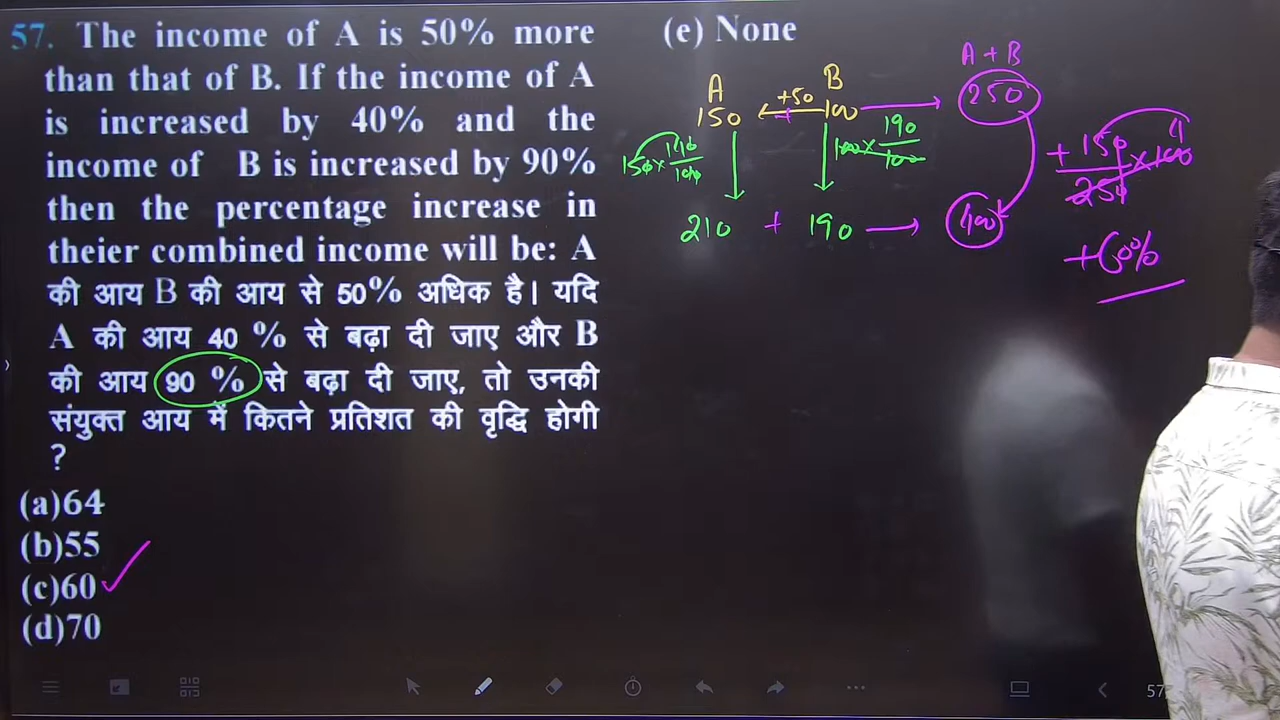 57. The income of A is 50% more
than that of B. If the income of A
is increased by 40% and the
income of B is increased by 90%
then the percentage increase in
theier combined income will be: A
की आय B की आय से 50% अधिक है। यदि
A की आय 40 % से बढ़ा दी जाए और B
की आय 90 % से बढ़ा दी जाए, तो उनकी
संयुक्त आय में कितने प्रतिशत की वृद्धि होगी
?
(a)64
(b)55
(c)60
(d)70
(e) None
A B A + B
150 +50 100 250
150 × 140/100 100 × 190/100
210 + 190 400
+ 150/250 × 100
+60%
57